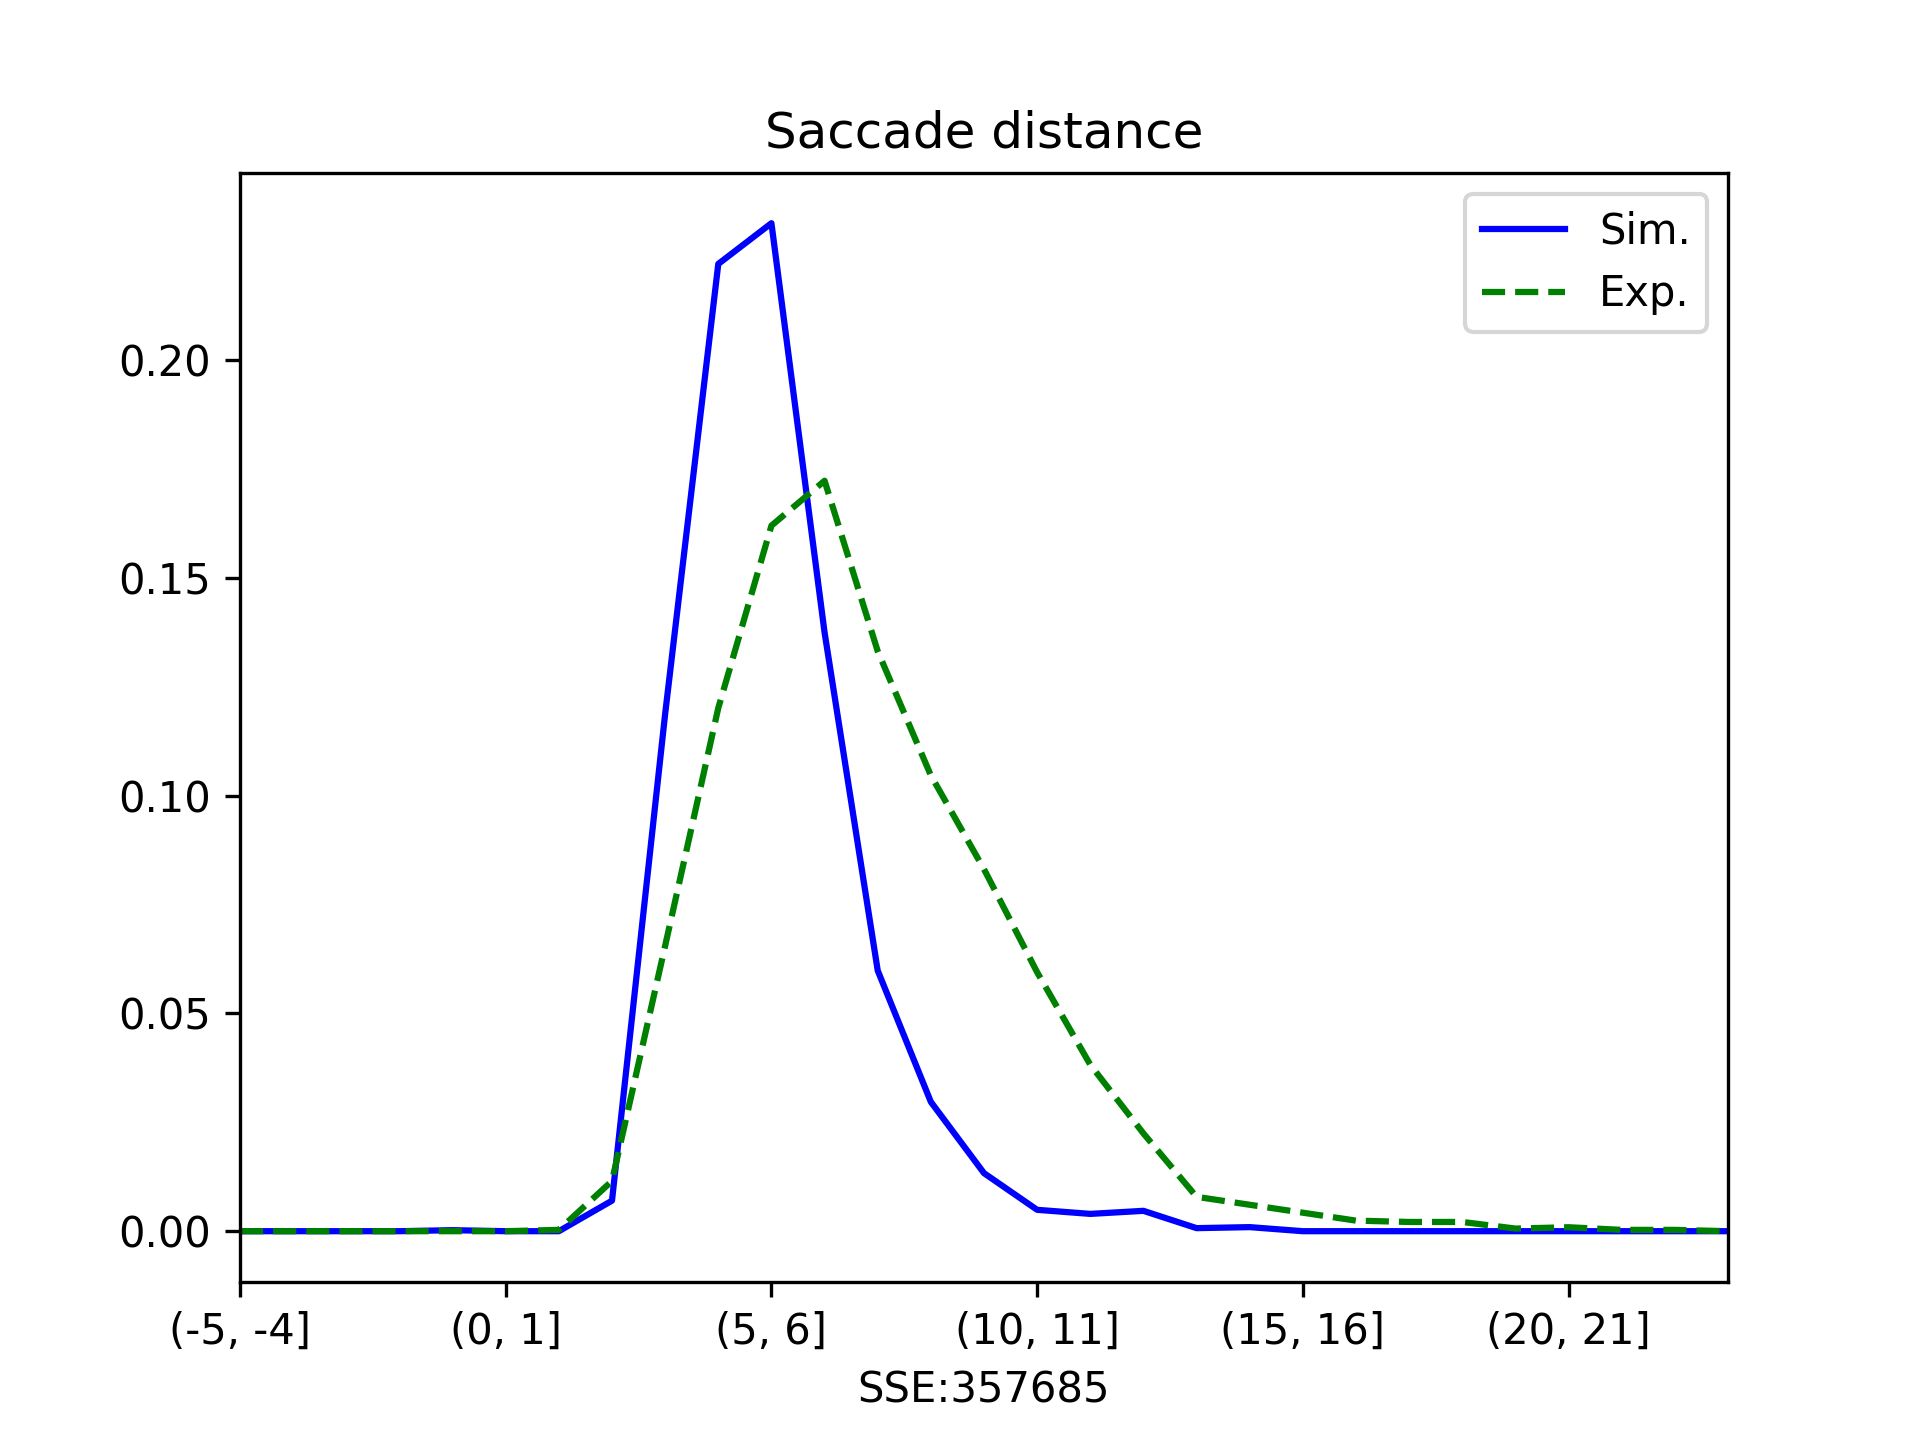 Saccade distance
Sim.
Exp.
0.20
0.15
0.10
0.05
0.00
(-5, -4]
(0, 1]
(5, 6]
(10, 11]
(15, 16]
(20, 21]
SSE:357685